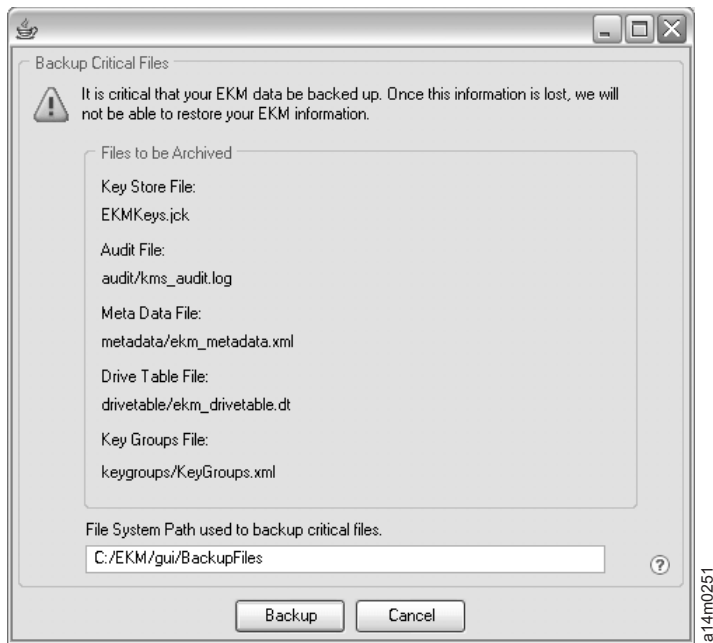 Backup Critical Files
It is critical that your EKM data be backed up. Once this information is lost, we will
not be able to restore your EKM information.
Files to be Archived
Key Store File:
EKMKeys.jck
Audit File:
audit/kms_audit.log
Meta Data File:
metadata/ekm_metadata.xml
Drive Table File:
drivetable/ekm_drivetable.dt
Key Groups File:
keygroups/KeyGroups.xml
File System Path used to backup critical files.
C:/EKM/gui/BackupFiles
?
Backup
Cancel
a14m0251